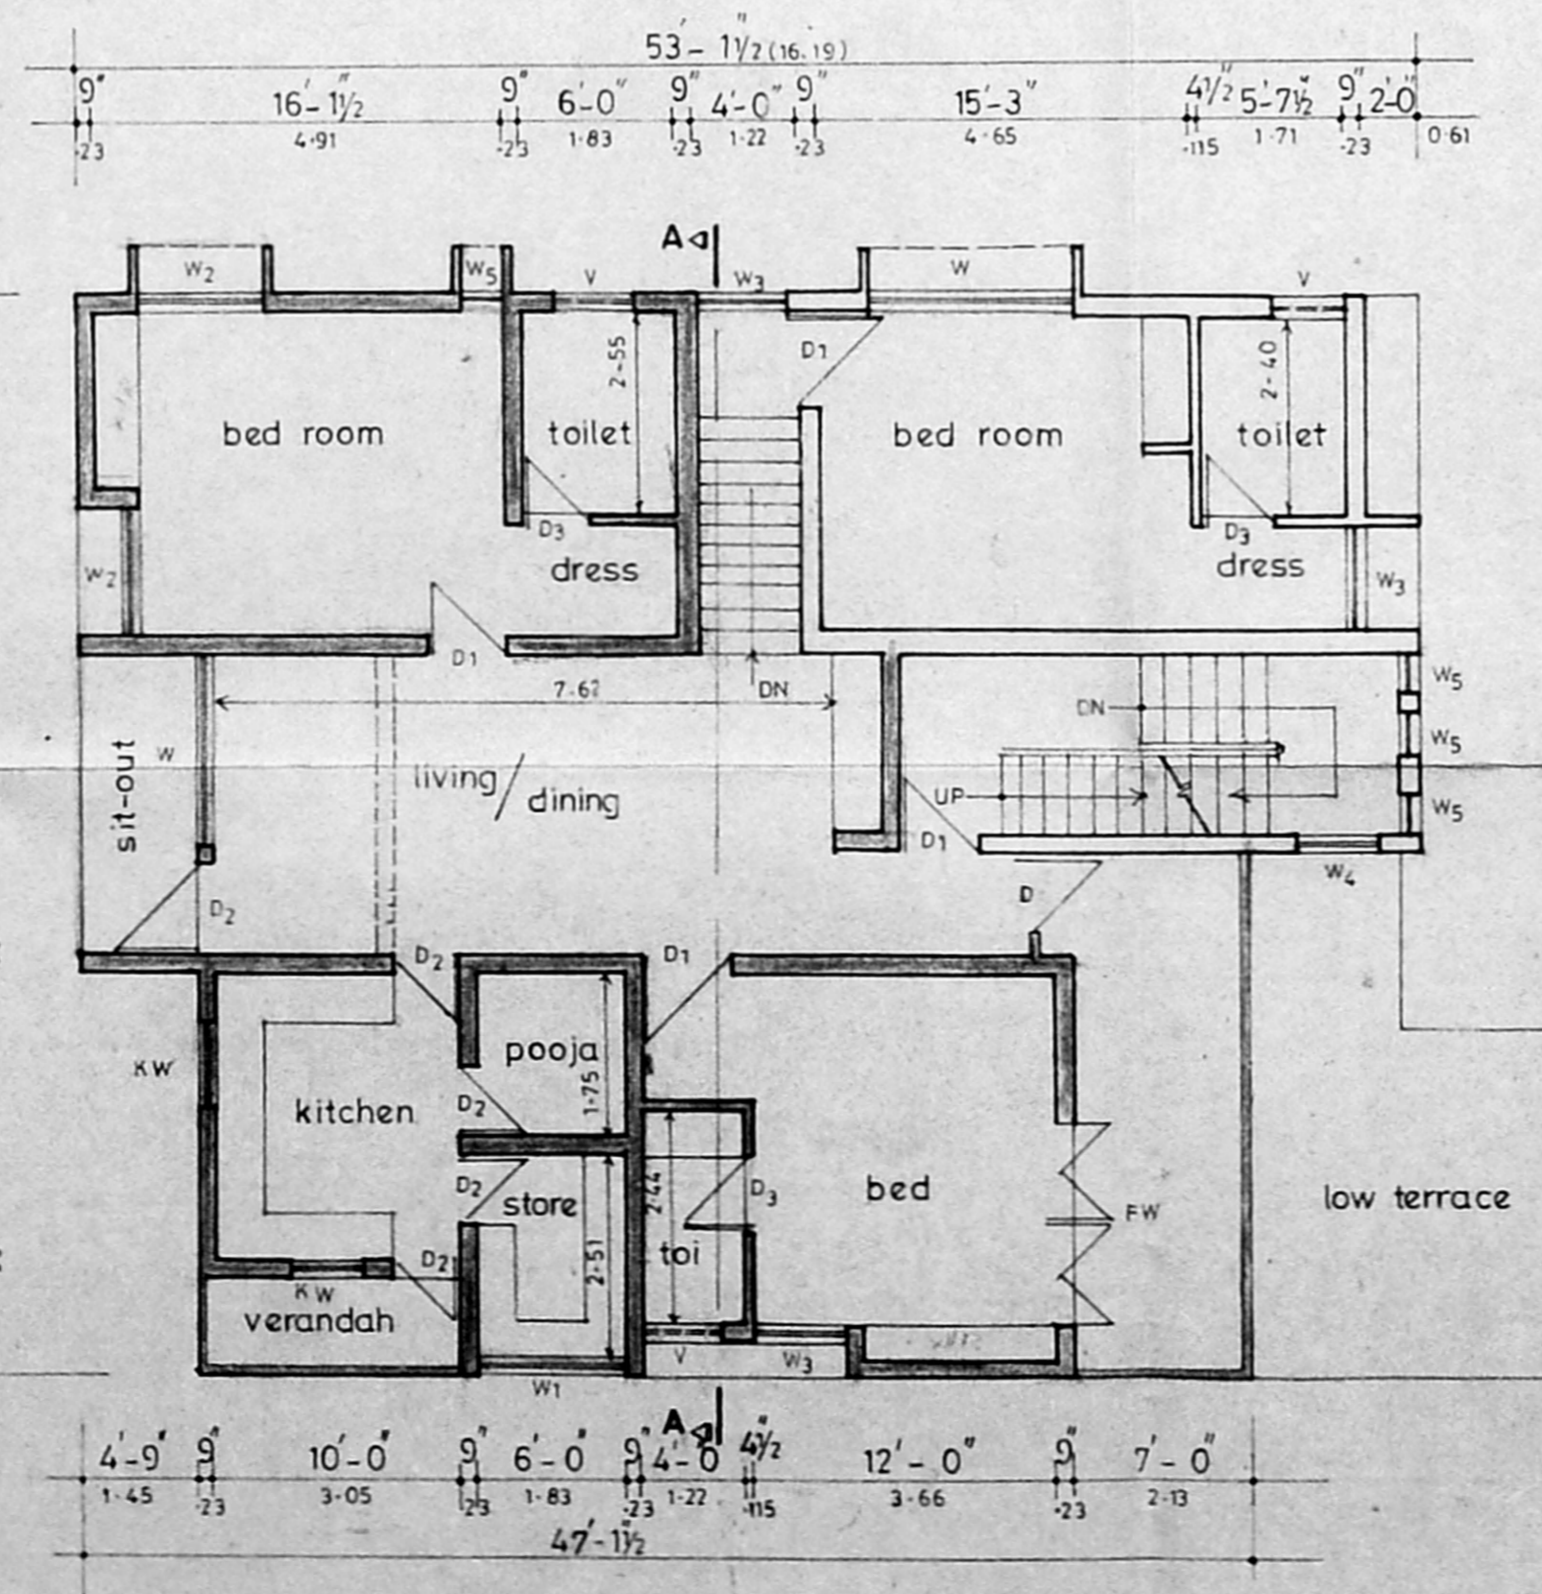 53'-1½" (16.19)
9" 16'-1½" 9" 6'-0" 9" 4'-0" 9" 15'-3" 4½" 5'-7½" 9" 2'-0"
·23 4·91 ·23 1·83 ·23 1·22 ·23 4·65 ·115 1·71 ·23 0·61
A
W2 W5 V W3 W V
D1
2-55 2-40
bed room toilet bed room toilet
D3 D3
dress dress
W2 W3
D1
7-62 DN
W5
DN
sit-out W living/ dining
W5
UP
W5
D1
W4
D2 D
D2 D1
KW pooja
1-75
kitchen D2
D2 store 2-44 D3 bed FW low terrace
D2 2-51 toi
KW
verandah
V W3
W1
A
4'-9" 9" 10'-0" 9" 6'-0" 9" 4'-0 4½" 12'-0" 9" 7'-0"
1·45 ·23 3·05 ·23 1·83 ·23 1·22 ·115 3·66 ·23 2·13
47'-1½"